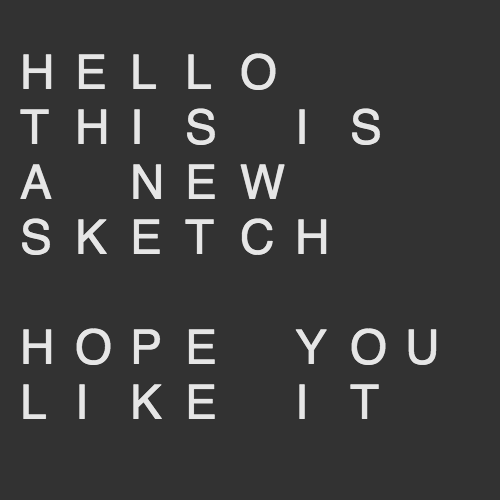 HELLO
THIS IS
A NEW
SKETCH
HOPE YOU
LIKE IT